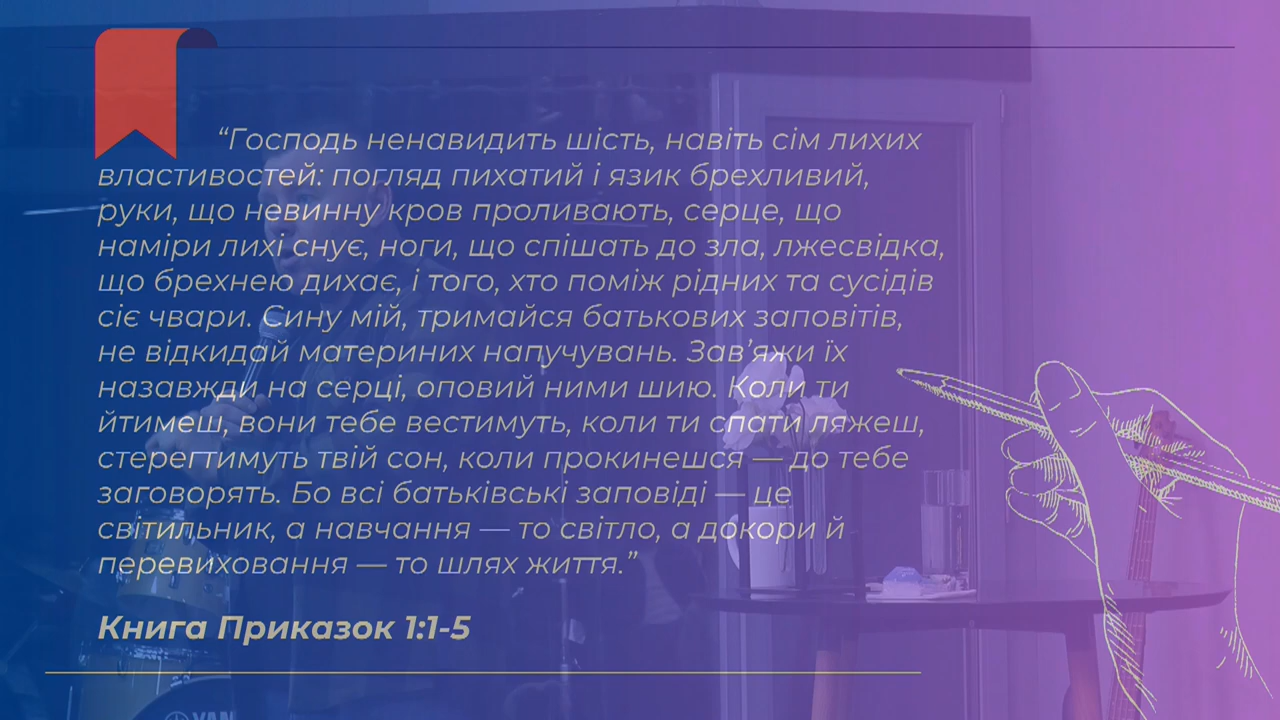 “Господь ненавидить шість, навіть сім лихих
властивостей: погляд пихатий і язик брехливий,
руки, що невинну кров проливають, серце, що
наміри лихі снує, ноги, що спішать до зла, лжесвідка,
що брехнею дихає, і того, хто поміж рідних та сусідів
сіє чвари. Сину мій, тримайся батькових заповітів,
не відкидай материних напучувань. Зав’яжи їх
назавжди на серці, оповий ними шию. Коли ти
йтимеш, вони тебе вестимуть, коли ти спати ляжеш,
стерегтимуть твій сон, коли прокинешся — до тебе
заговорять. Бо всі батьківські заповіді — це
світильник, а навчання — то світло, а докори й
перевиховання — то шлях життя.”
Книга Приказок 1:1-5